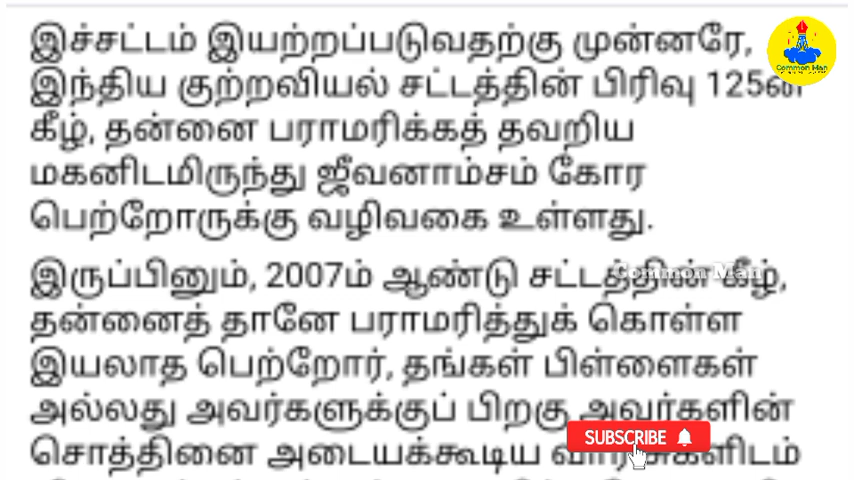 இச்சட்டம் இயற்றப்படுவதற்கு முன்னரே,
இந்திய குற்றவியல் சட்டத்தின் பிரிவு 125ன்
கீழ், தன்னை பராமரிக்கத் தவறிய
மகனிடமிருந்து ஜீவனாம்சம் கோர
பெற்றோருக்கு வழிவகை உள்ளது.
இருப்பினும், 2007ம் ஆண்டு சட்டத்தின் கீழ்,
தன்னைத் தானே பராமரித்துக் கொள்ள
இயலாத பெற்றோர், தங்கள் பிள்ளைகள்
அல்லது அவர்களுக்குப் பிறகு அவர்களின்
சொத்தினை அடையக்கூடிய
Common Man
Common Man
SUBSCRIBE